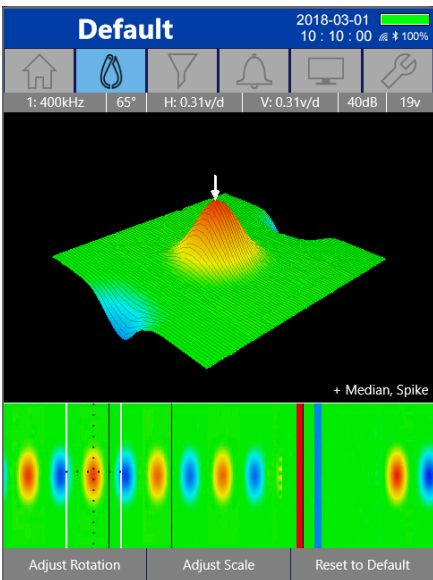 Default
2018-03-01
10 : 10 : 00 100%
1: 400kHz 65° H: 0.31v/d V: 0.31v/d 40dB 19v
+ Median, Spike
Adjust Rotation Adjust Scale Reset to Default